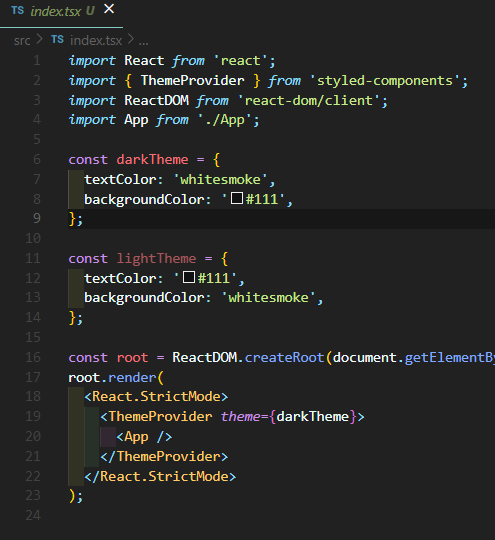 TS index.tsx U ×
src > TS index.tsx > ...
1 import React from 'react';
2 import { ThemeProvider } from 'styled-components';
3 import ReactDOM from 'react-dom/client';
4 import App from './App';
5
6 const darkTheme = {
7 textColor: 'whitesmoke',
8 backgroundColor: '#111',
9 };
10
11 const lightTheme = {
12 textColor: '#111',
13 backgroundColor: 'whitesmoke',
14 };
15
16 const root = ReactDOM.createRoot(document.getElementBy
17 root.render(
18 <React.StrictMode>
19 <ThemeProvider theme={darkTheme}>
20 <App />
21 </ThemeProvider>
22 </React.StrictMode>
23 );
24